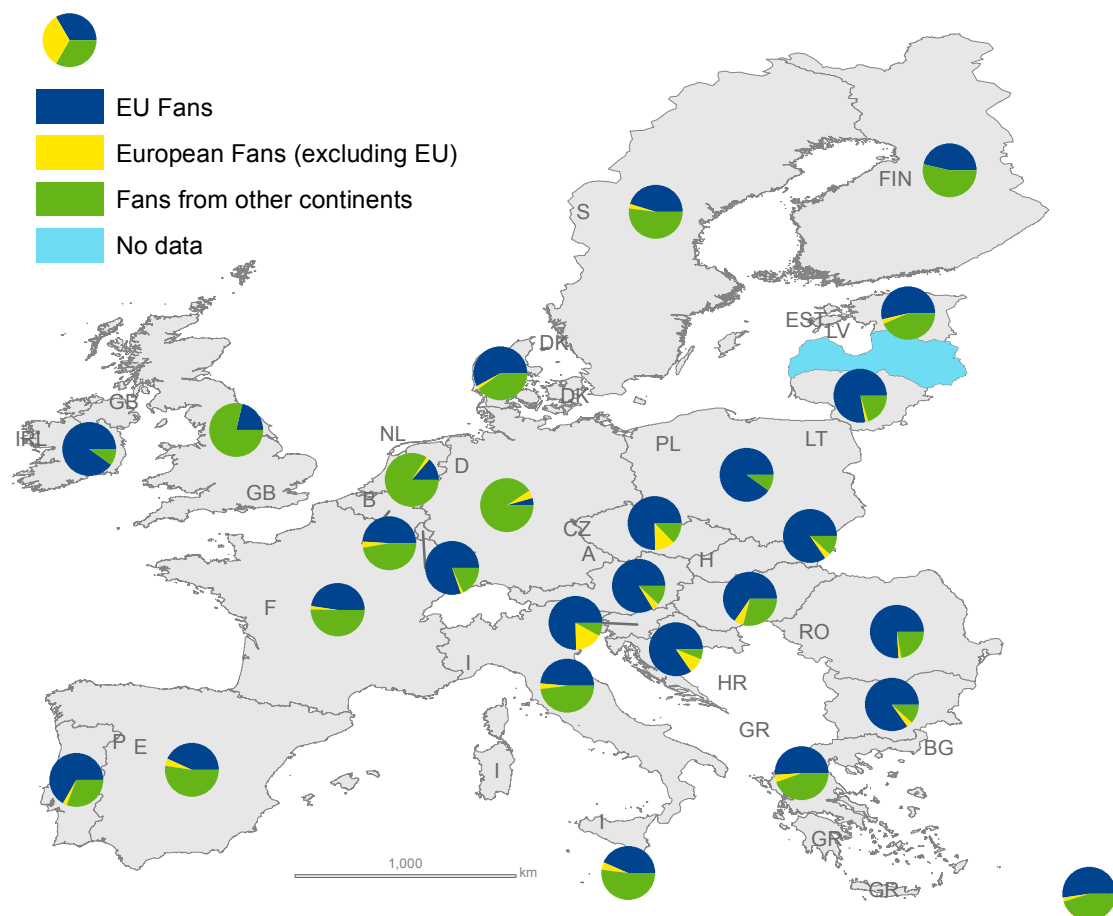 EU Fans
European Fans (excluding EU)
Fans from other continents
No data
FIN
S
EST
LV
DK
DK
GB
IRL
GB
NL
D
B
PL
LT
CZ
A
H
F
RO
I
HR
GR
BG
P E
I
I
GR
GR
1,000
km